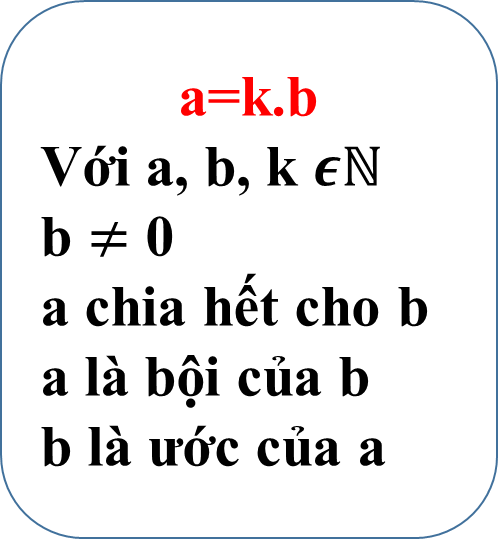 a=k.b
Với a, b, k ϵℕ
b ≠ 0
a chia hết cho b
a là bội của b
b là ước của a